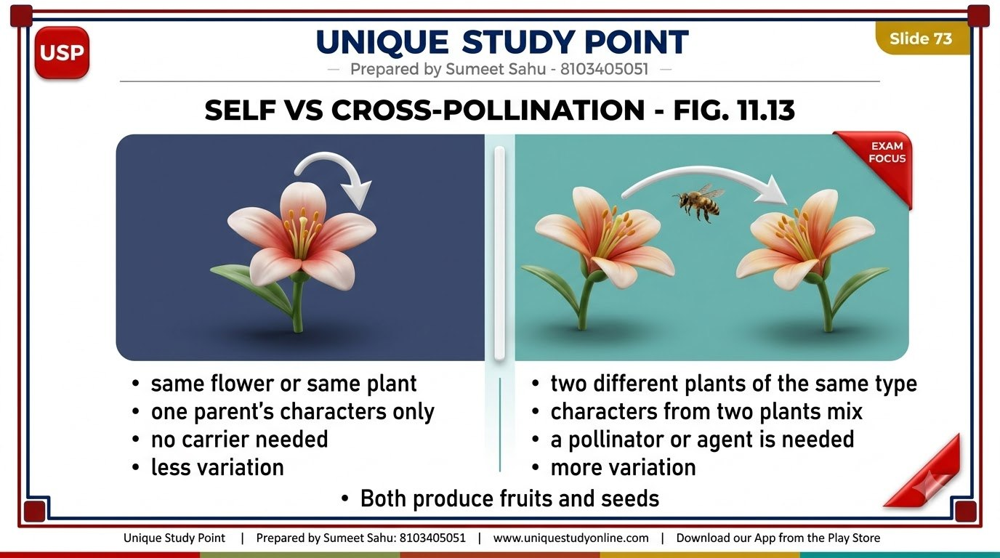 USP
UNIQUE STUDY POINT
Slide 73
— Prepared by Sumeet Sahu - 8103405051 —
SELF VS CROSS-POLLINATION - FIG. 11.13
EXAM
FOCUS
• same flower or same plant
• one parent's characters only
• no carrier needed
• less variation
• two different plants of the same type
• characters from two plants mix
• a pollinator or agent is needed
• more variation
• Both produce fruits and seeds
Unique Study Point | Prepared by Sumeet Sahu: 8103405051 | www.uniquestudyonline.com | Download our App from the Play Store